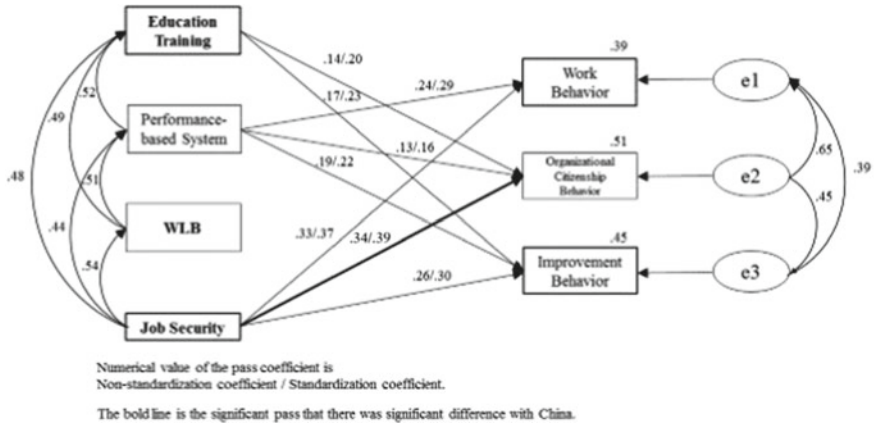 Education
Training
.39
.14/.20
Work
Behavior
e1
.24/.29
.17/.23
.52
.49
Performance-
based System
.51
.13/.16
.65
.48
.19/.22
Organizational
Citizenship
Behavior
e2
.39
.51
.45
.44
WLB
.33/.37
.34/.39
.45
.54
.26/.30
Improvement
Behavior
e3
Job Security
Numerical value of the pass coefficient is
Non-standardization coefficient / Standardization coefficient.
The bold line is the significant pass that there was significant difference with China.